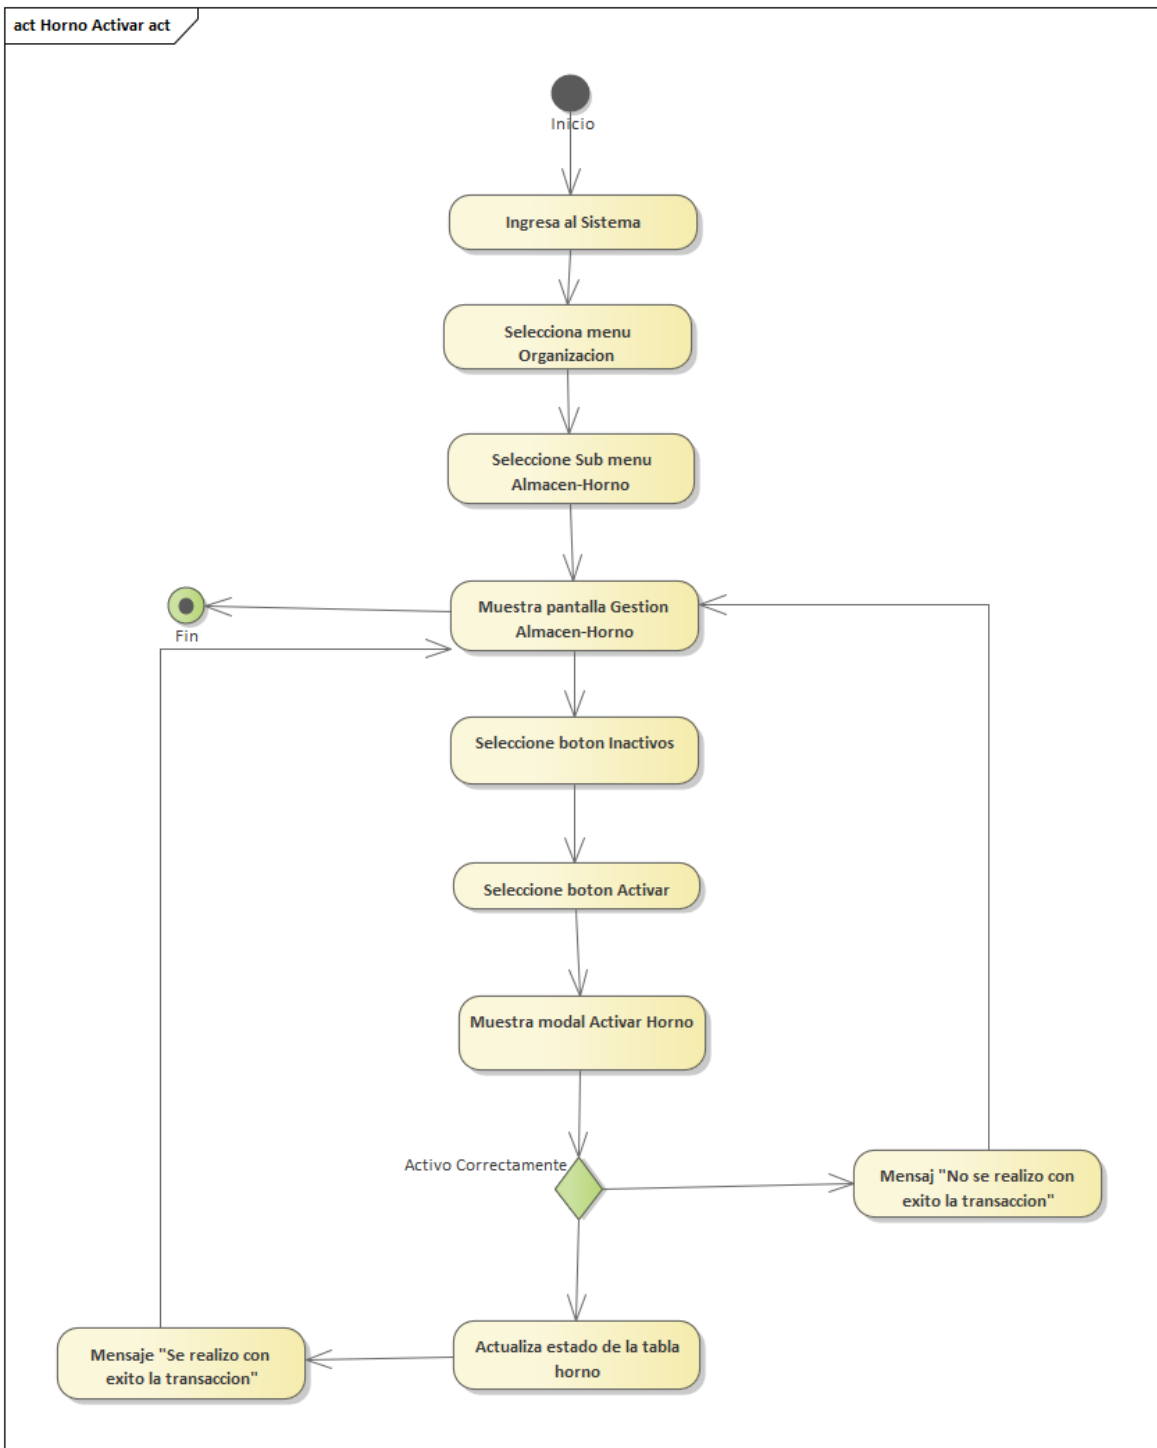 act Horno Activar act
Inicio
Ingresa al Sistema
Selecciona menu
Organizacion
Seleccione Sub menu
Almacen-Horno
Muestra pantalla Gestion
Almacen-Horno
Fin
Seleccione boton Inactivos
Seleccione boton Activar
Muestra modal Activar Horno
Activo Correctamente
Mensaj "No se realizo con
exito la transaccion"
Actualiza estado de la tabla
horno
Mensaje "Se realizo con
exito la transaccion"